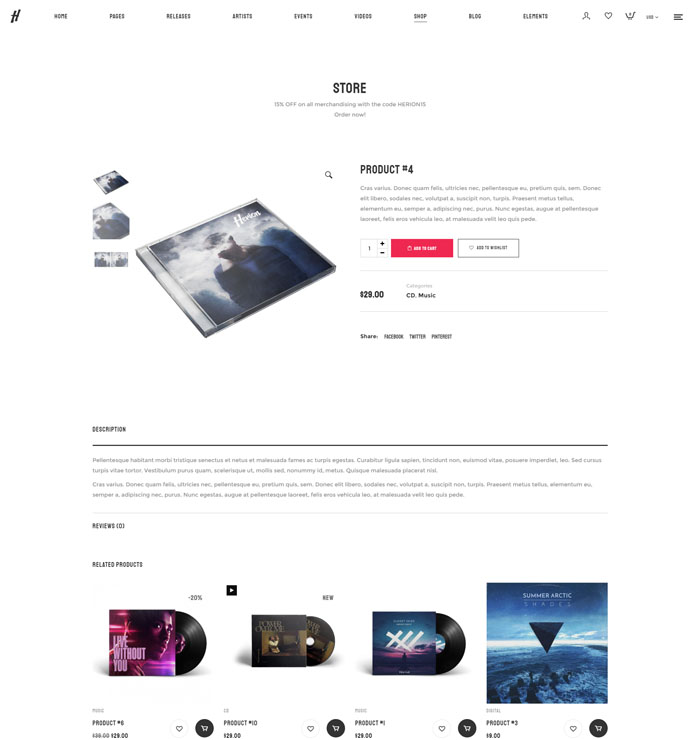 H HOME PAGES RELEASES ARTISTS EVENTS VIDEOS SHOP BLOG ELEMENTS USD
STORE
15% OFF on all merchandising with the code HERION15
Order now!
Herion
PRODUCT #4
Cras varius. Donec quam felis, ultricies nec, pellentesque eu, pretium quis, sem. Donec
elit libero, sodales nec, volutpat a, suscipit non, turpis. Praesent metus tellus,
elementum eu, semper a, adipiscing nec, purus. Nunc egestas, augue at pellentesque
laoreet, felis eros vehicula leo, at malesuada velit leo quis pede.
1 + − ADD TO CART ADD TO WISHLIST
$29.00
Categories
CD, Music
Share: FACEBOOK TWITTER PINTEREST
DESCRIPTION
Pellentesque habitant morbi tristique senectus et netus et malesuada fames ac turpis egestas. Curabitur ligula sapien, tincidunt non, euismod vitae, posuere imperdiet, leo. Sed cursus
turpis vitae tortor. Vestibulum purus quam, scelerisque ut, mollis sed, nonummy id, metus. Quisque malesuada placerat nisl.
Cras varius. Donec quam felis, ultricies nec, pellentesque eu, pretium quis, sem. Donec elit libero, sodales nec, volutpat a, suscipit non, turpis. Praesent metus tellus, elementum eu,
semper a, adipiscing nec, purus. Nunc egestas, augue at pellentesque laoreet, felis eros vehicula leo, at malesuada velit leo quis pede.
REVIEWS (0)
RELATED PRODUCTS
-20%
LIVE
WITHOUT
YOU
MUSIC
PRODUCT #6
$36.00 $29.00
NEW
POWER
OVER ME
CD
PRODUCT #10
$29.00
MUSIC
PRODUCT #1
$29.00
SUMMER ARCTIC
SHADES
DIGITAL
PRODUCT #3
$9.00